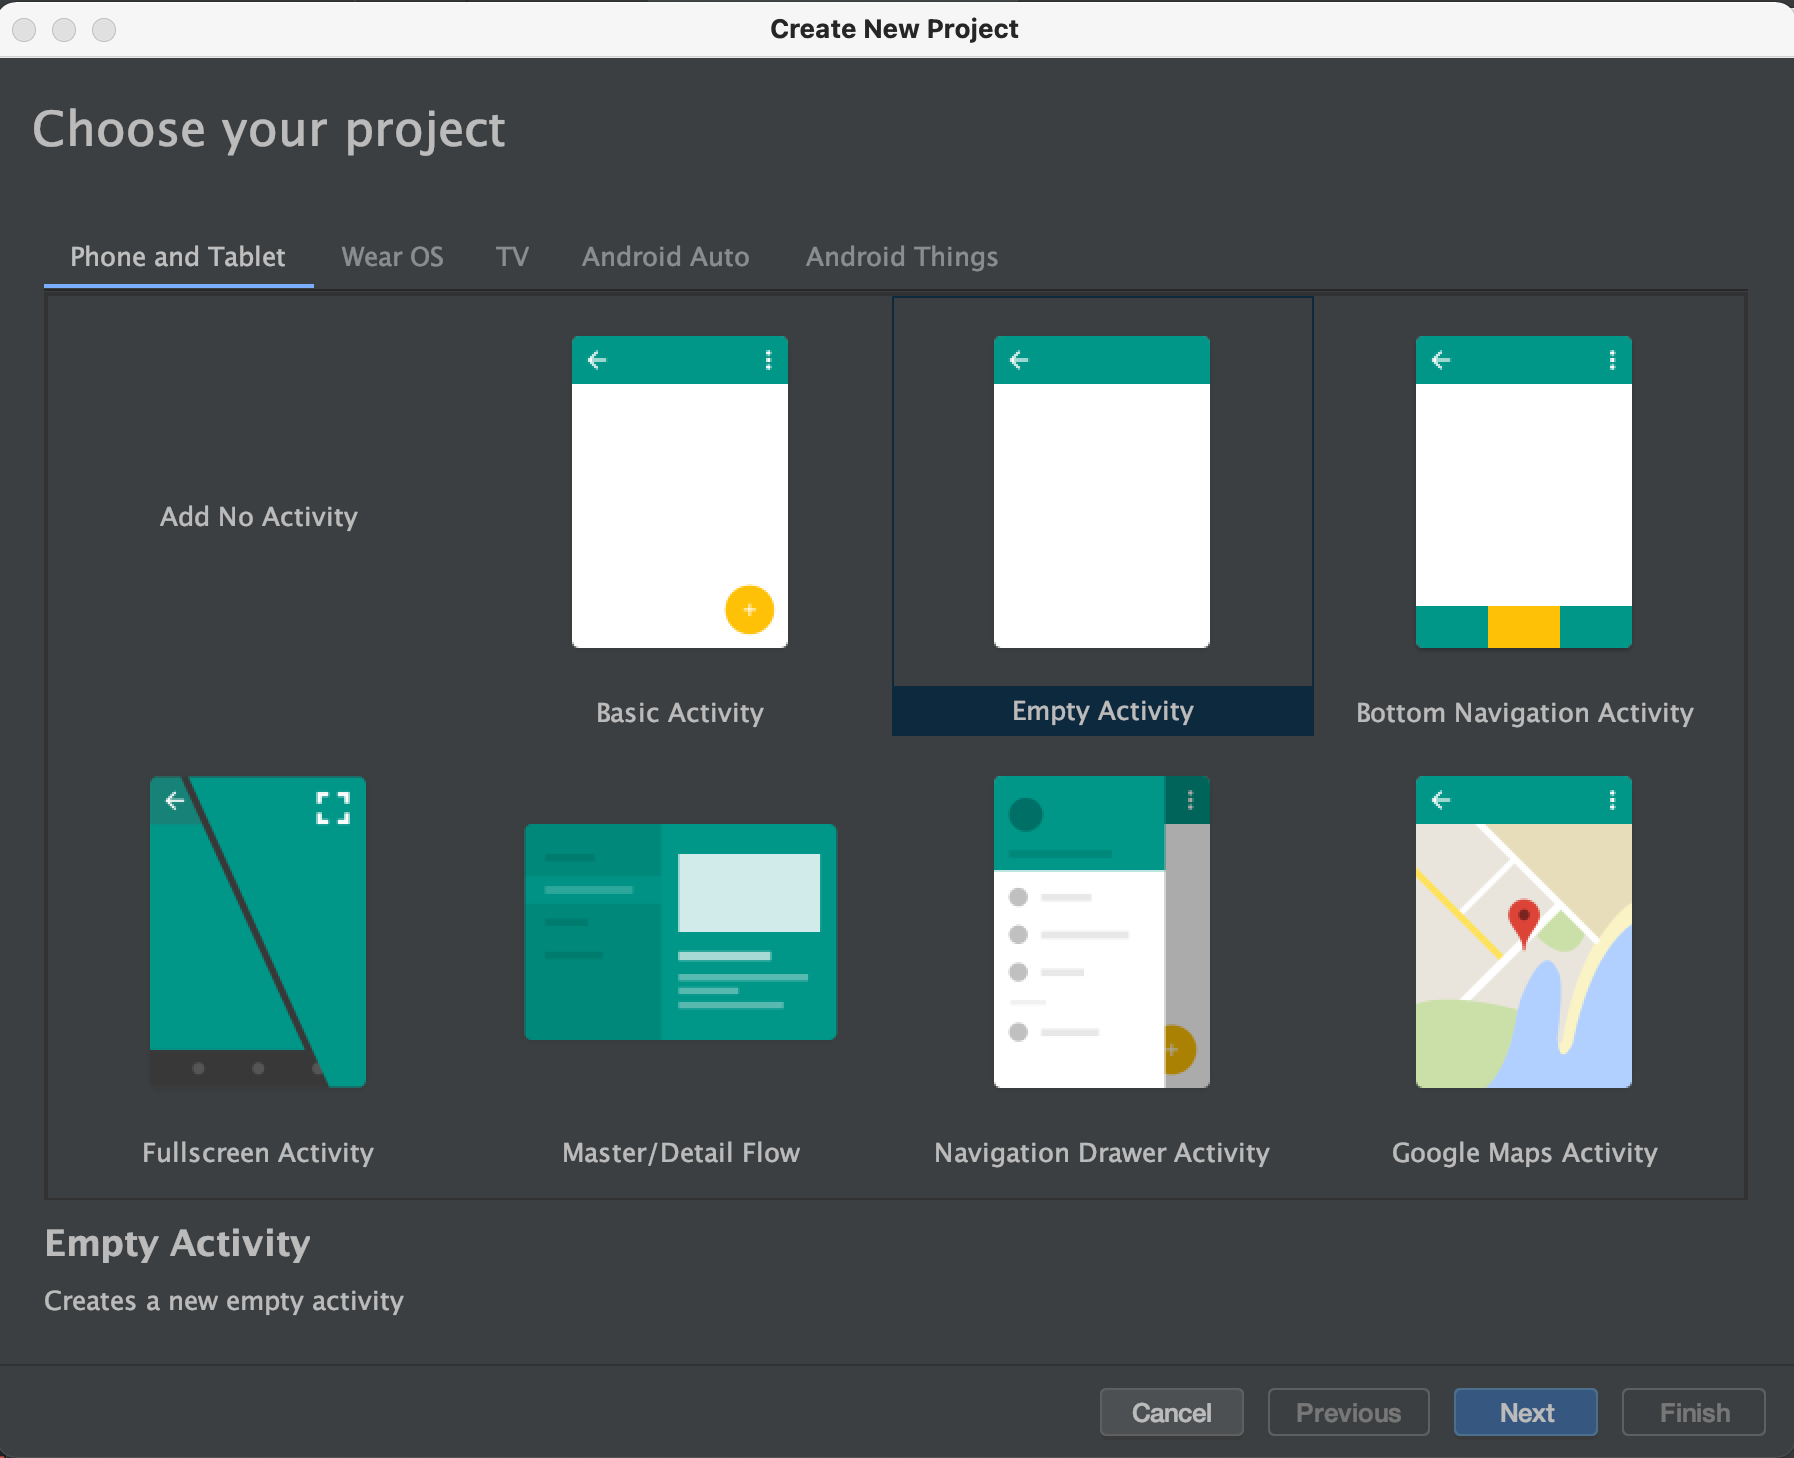 Create New Project
Choose your project
Phone and Tablet Wear OS TV Android Auto Android Things
Add No Activity
Basic Activity
Empty Activity
Bottom Navigation Activity
Fullscreen Activity
Master/Detail Flow
Navigation Drawer Activity
Google Maps Activity
Empty Activity
Creates a new empty activity
Cancel Previous Next Finish